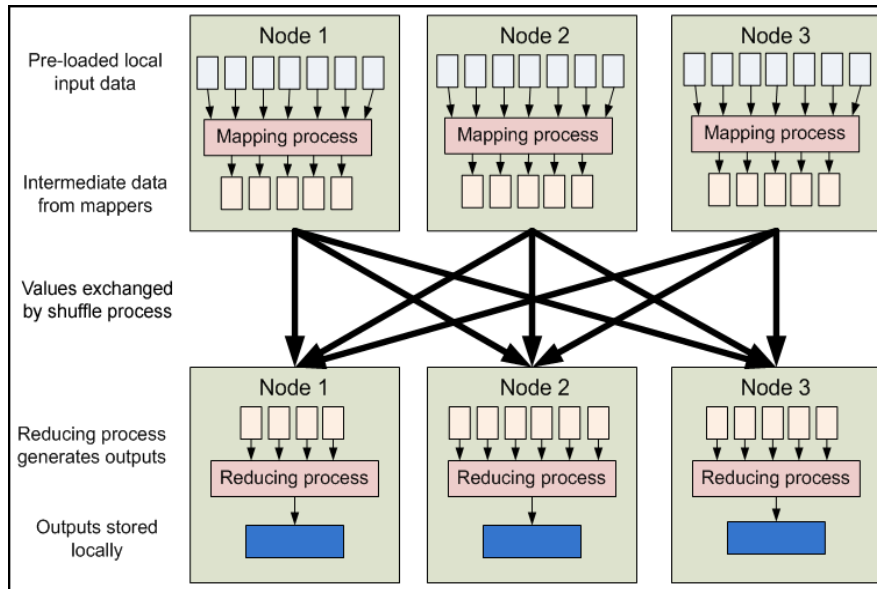 Node 1
Node 2
Node 3
Pre-loaded local
input data
Mapping process
Mapping process
Mapping process
Intermediate data
from mappers
Values exchanged
by shuffle process
Node 1
Node 2
Node 3
Reducing process
generates outputs
Reducing process
Reducing process
Reducing process
Outputs stored
locally